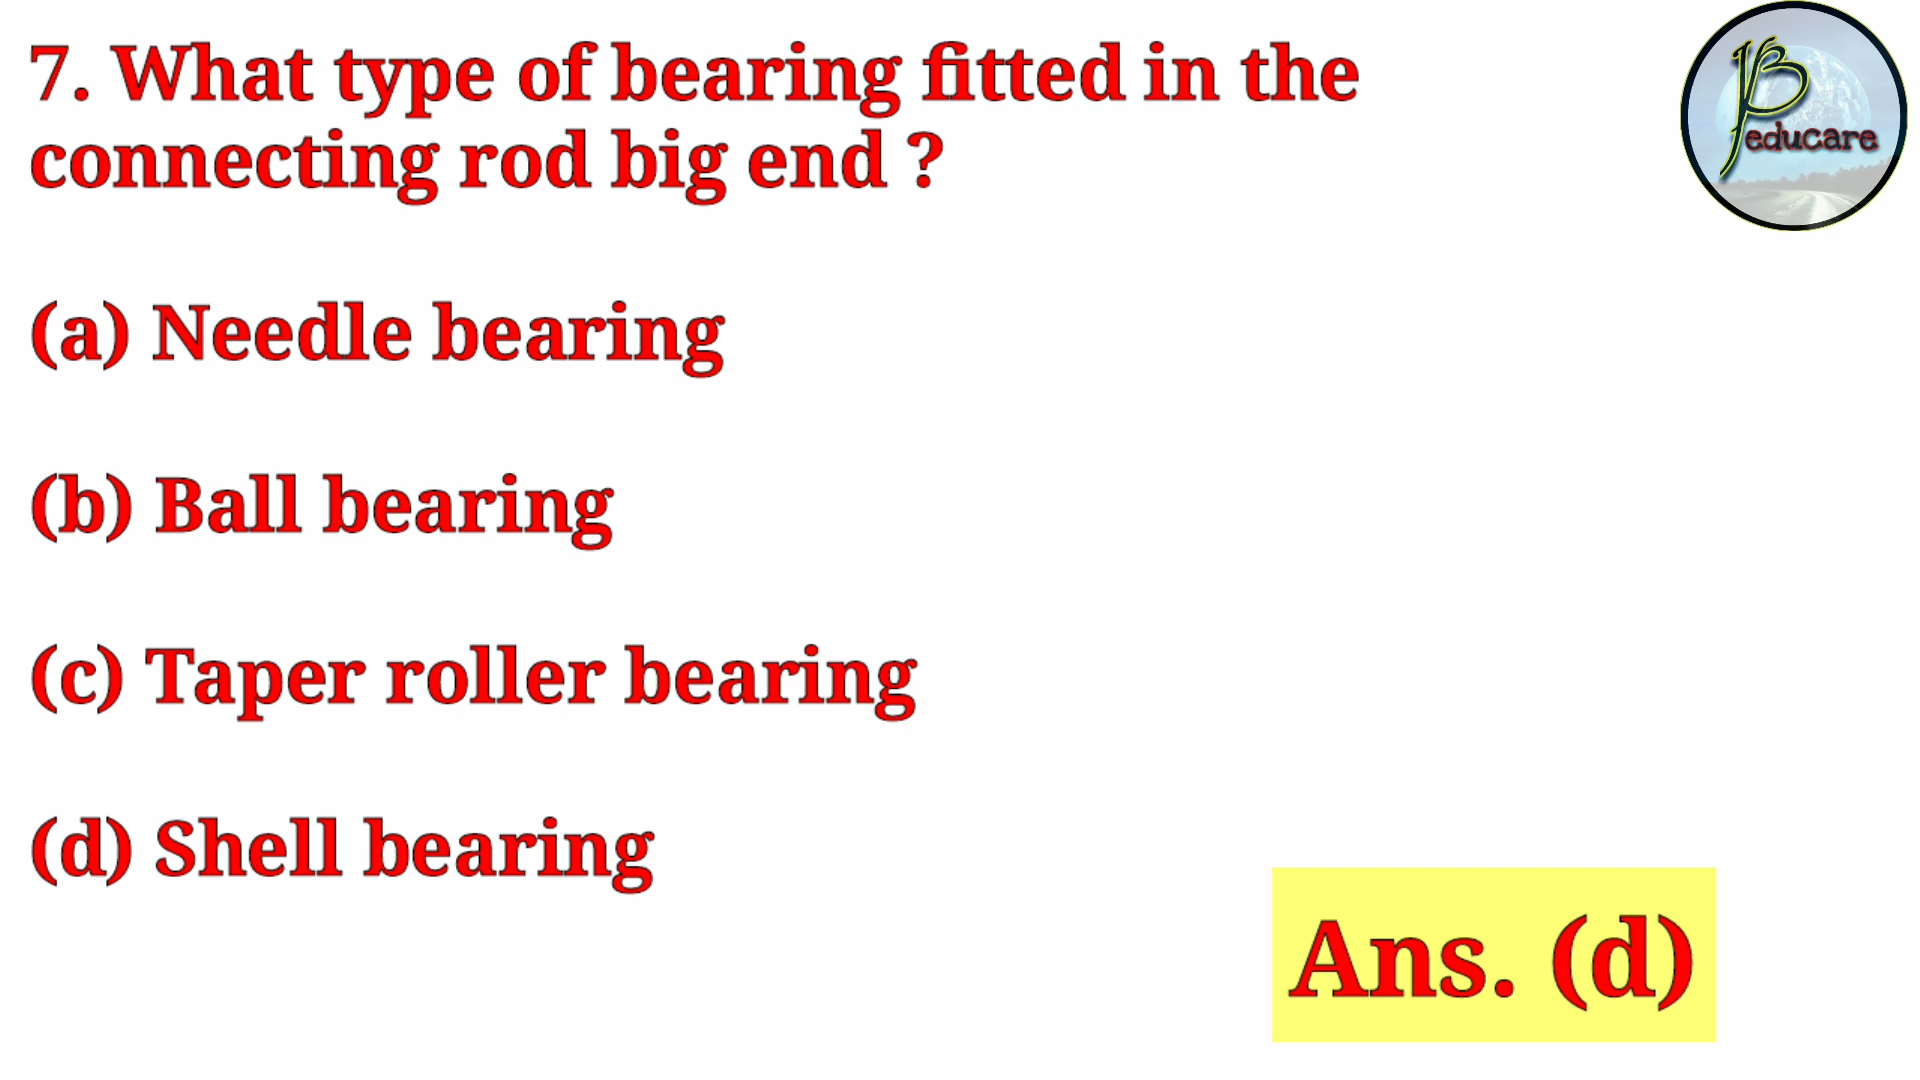 7. What type of bearing fitted in the
connecting rod big end ?
(a) Needle bearing
(b) Ball bearing
(c) Taper roller bearing
(d) Shell bearing
Ans. (d)
educare